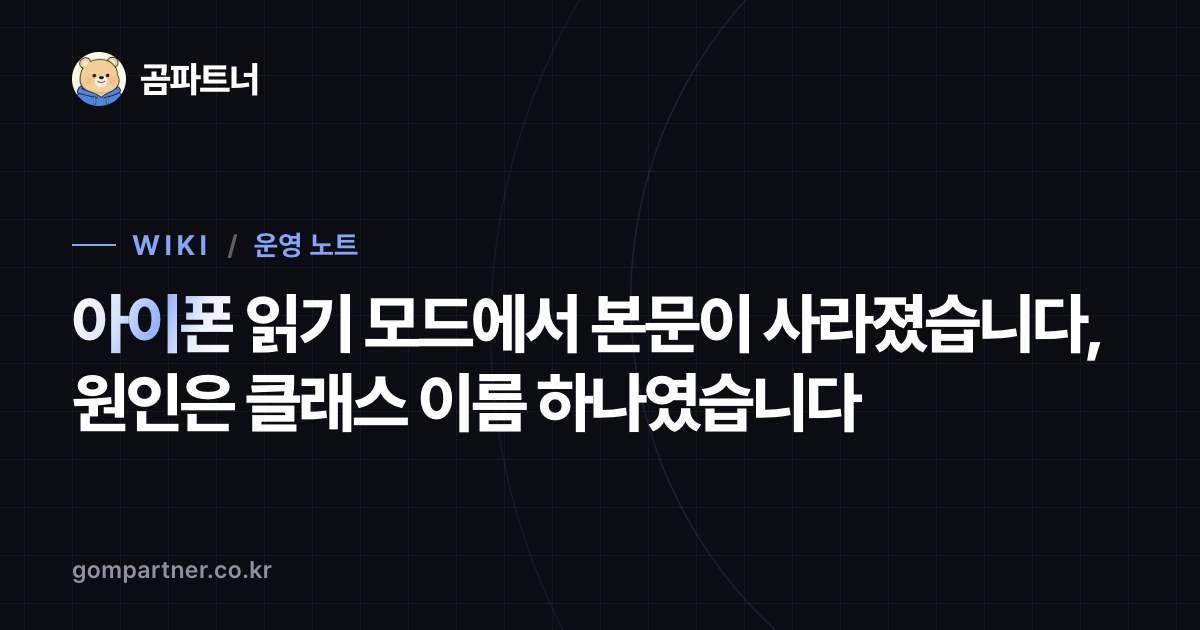 곰파트너
WIKI / 운영 노트
아이폰 읽기 모드에서 본문이 사라졌습니다,
원인은 클래스 이름 하나였습니다
gompartner.co.kr